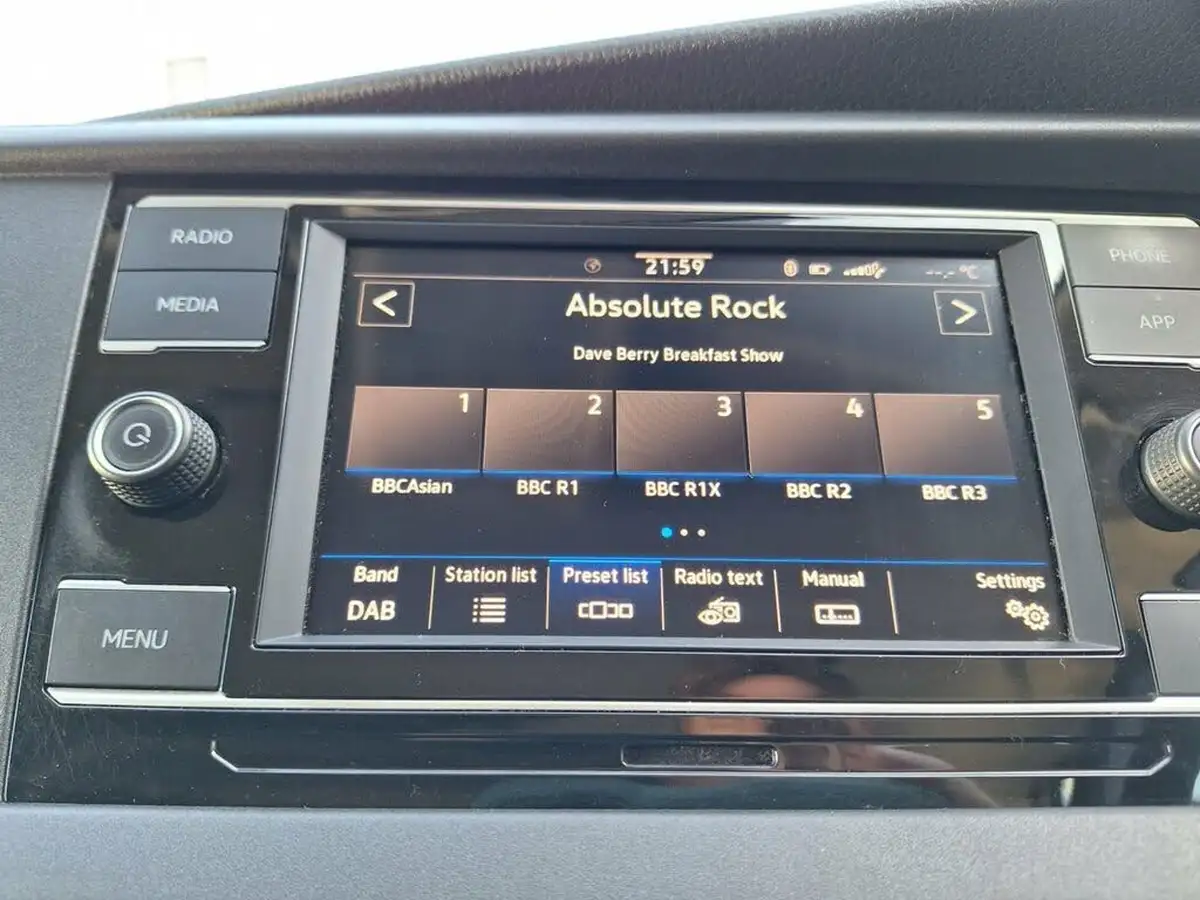 RADIO
MEDIA
MENU
PHONE
APP
21:59
--,-°C
<
Absolute Rock
>
Dave Berry Breakfast Show
1 2 3 4 5
BBCAsian BBC R1 BBC R1X BBC R2 BBC R3
Band Station list Preset list Radio text Manual Settings
DAB